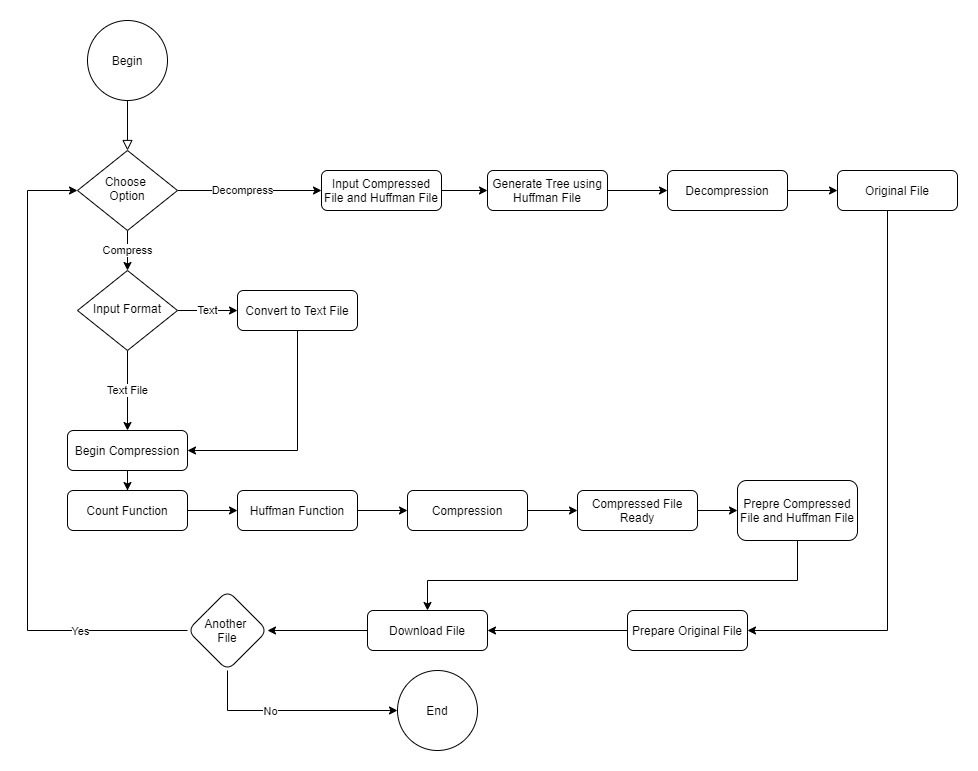 Begin
Choose
Option
Decompress
Input Compressed
File and Huffman File
Generate Tree using
Huffman File
Decompression
Original File
Compress
Input Format
Text
Convert to Text File
Text File
Begin Compression
Count Function
Huffman Function
Compression
Compressed File
Ready
Prepre Compressed
File and Huffman File
Another
File
Yes
Download File
Prepare Original File
No
End